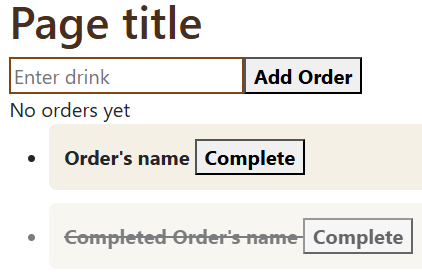 Page title
Enter drink Add Order
No orders yet
Order's name Complete
Completed Order's name Complete